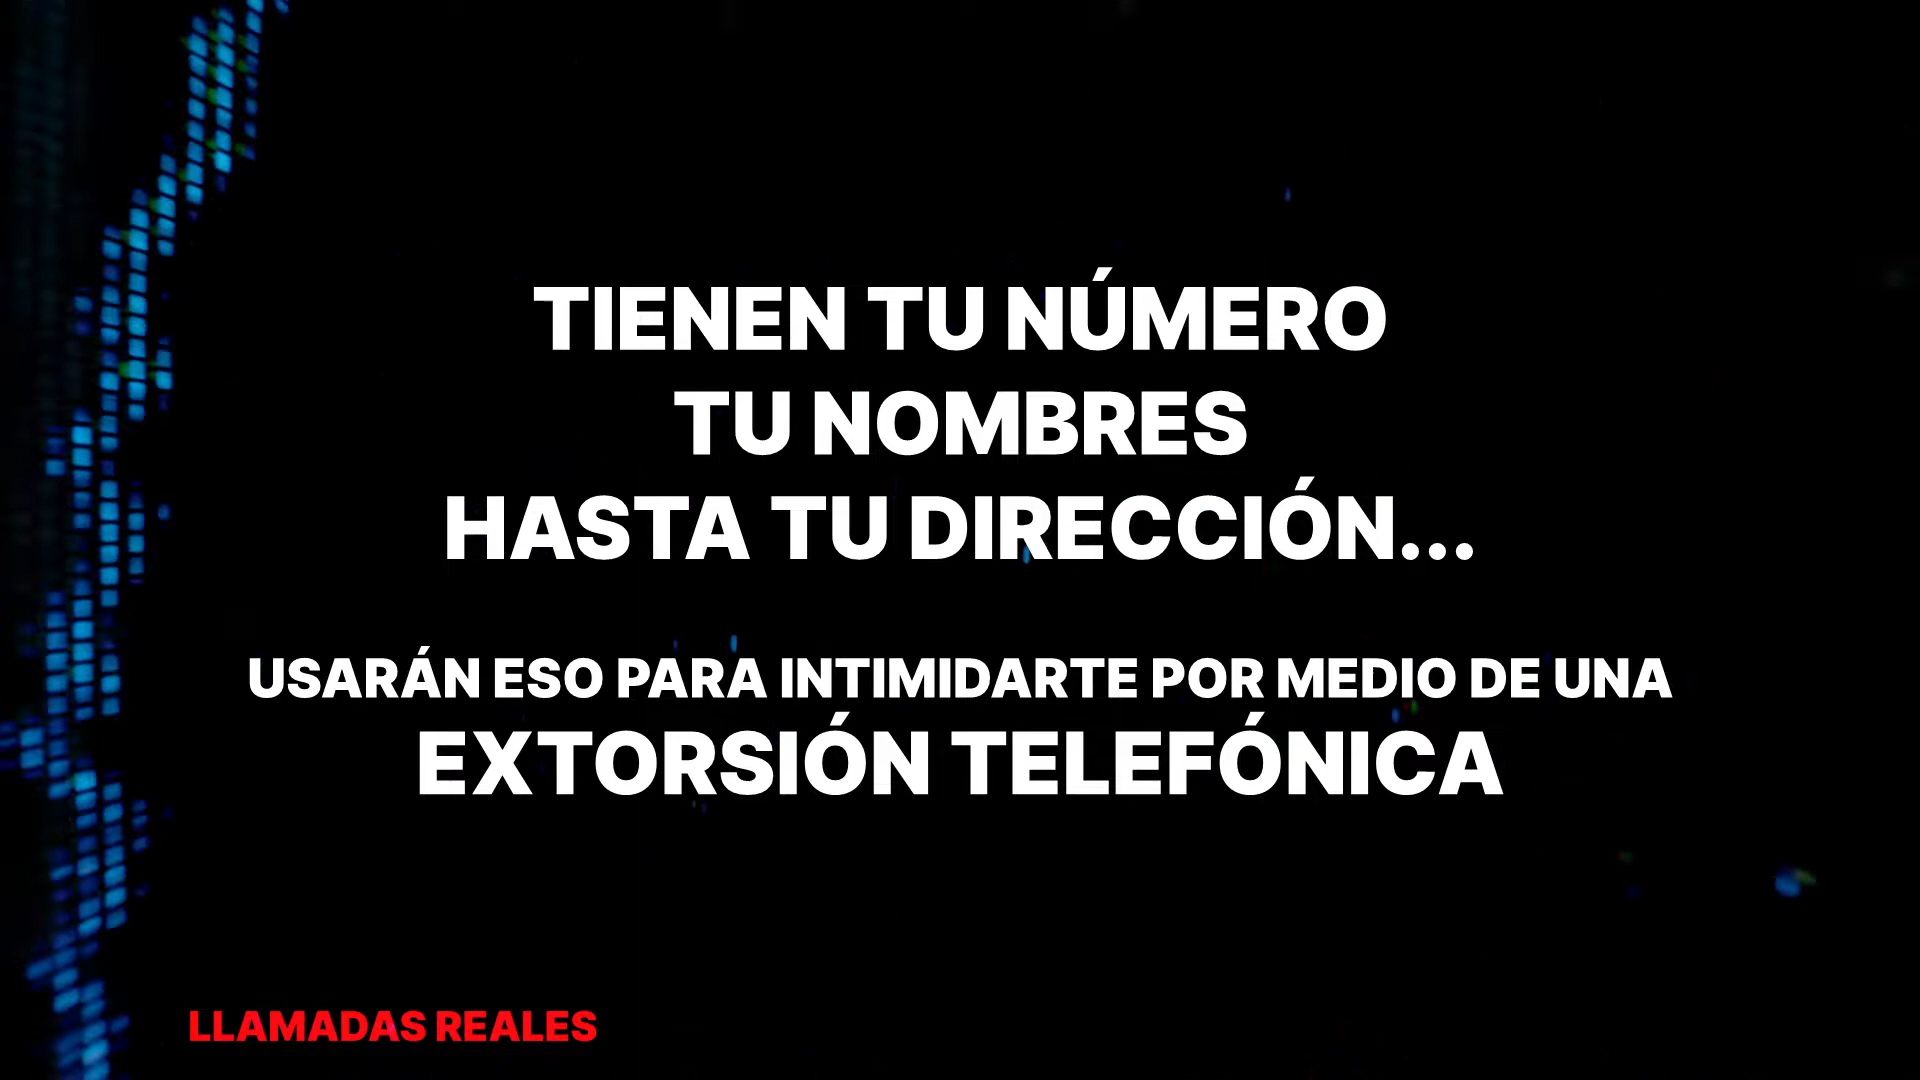 TIENEN TU NÚMERO
TU NOMBRES
HASTA TU DIRECCIÓN...
USARÁN ESO PARA INTIMIDARTE POR MEDIO DE UNA
EXTORSIÓN TELEFÓNICA
LLAMADAS REALES